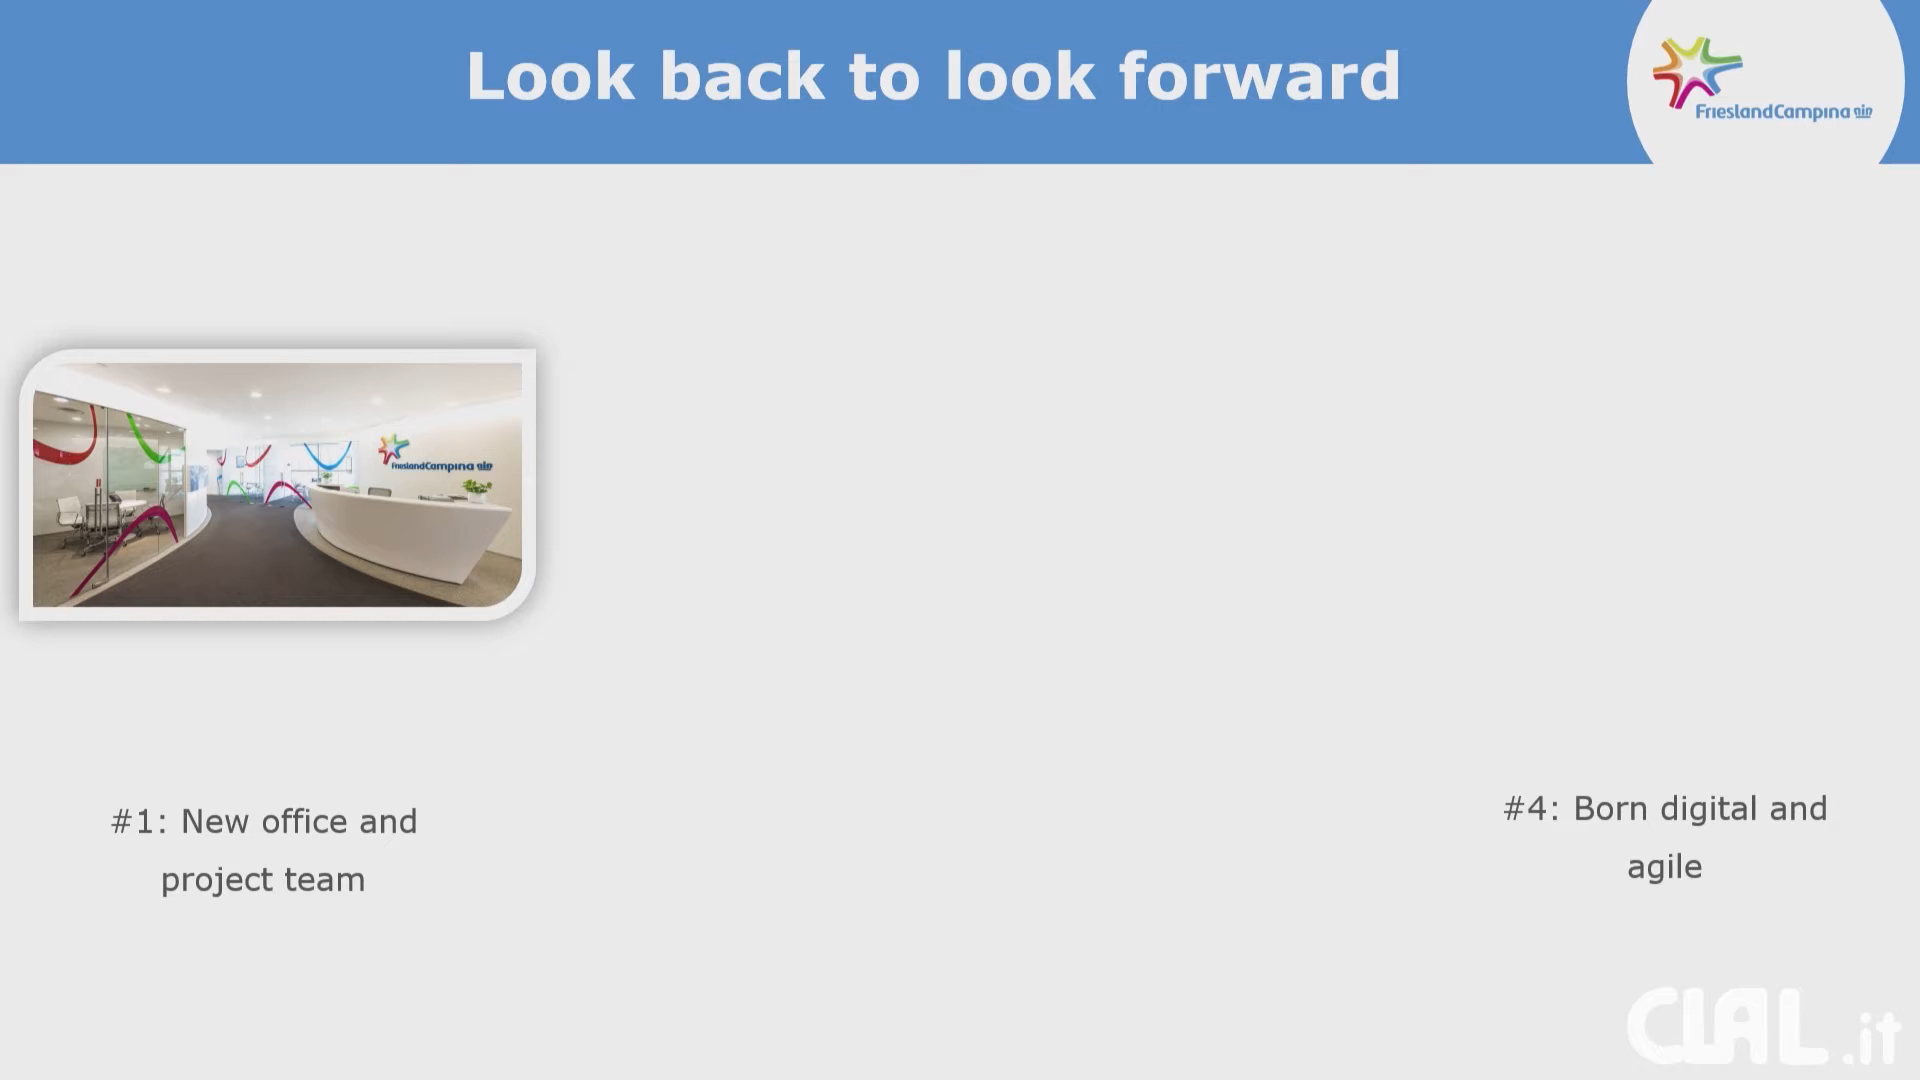 Look back to look forward
FrieslandCampina
FrieslandCampina
#1: New office and
project team
#4: Born digital and
agile
CLAL.it